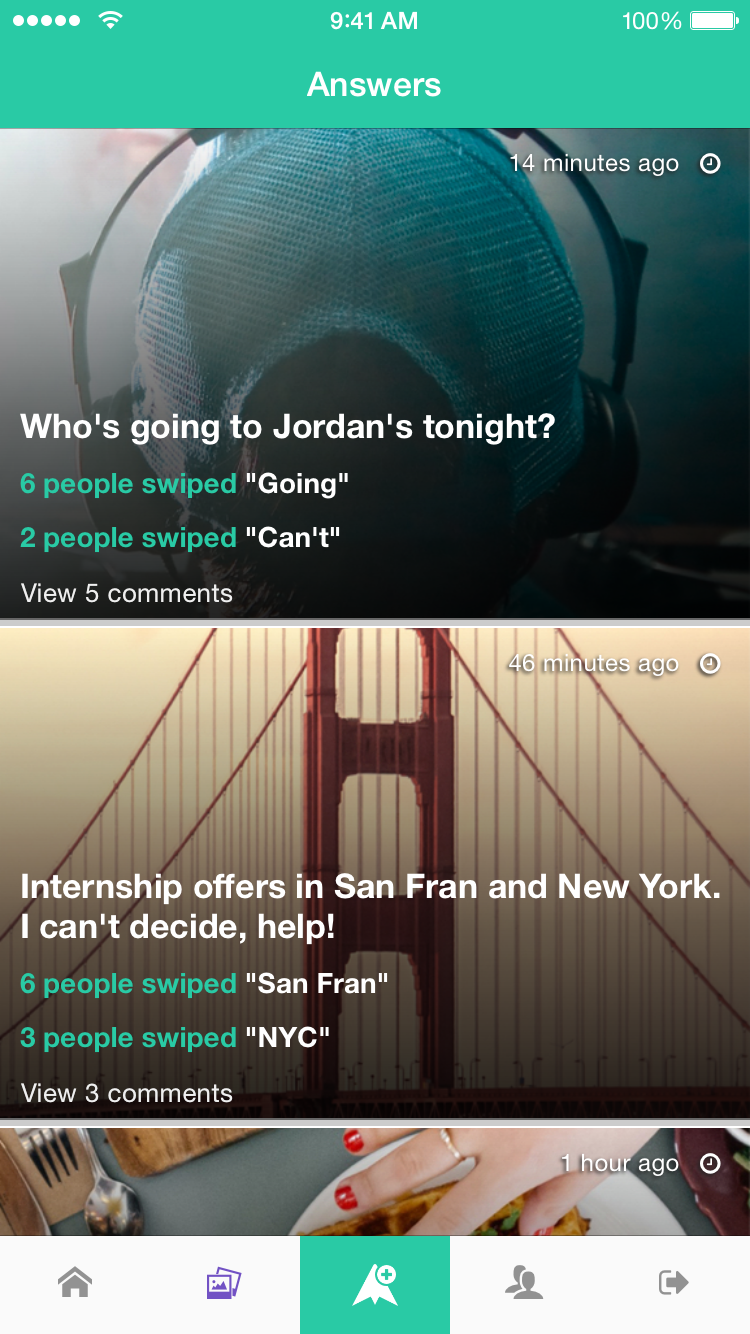 9:41 AM
100%
Answers
14 minutes ago
Who's going to Jordan's tonight?
6 people swiped "Going"
2 people swiped "Can't"
View 5 comments
46 minutes ago
Internship offers in San Fran and New York.
I can't decide, help!
6 people swiped "San Fran"
3 people swiped "NYC"
View 3 comments
1 hour ago